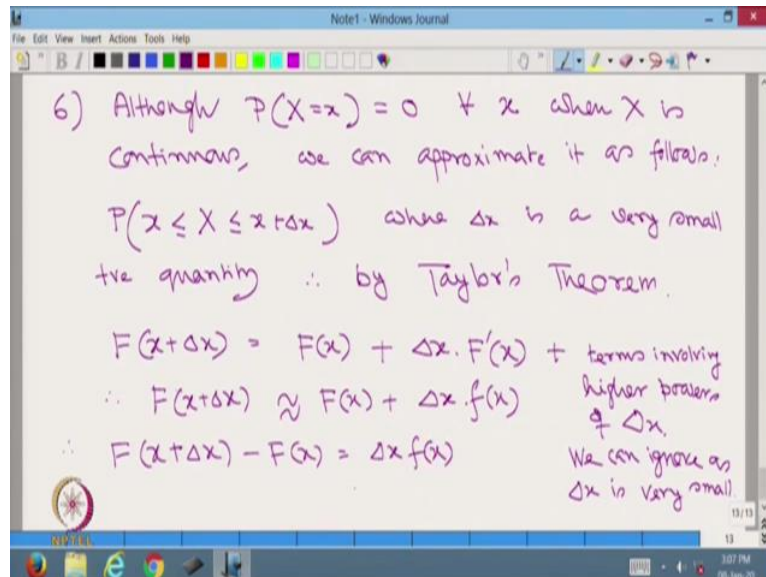 Note1 - Windows Journal
File Edit View Insert Actions Tools Help
B I
6) Although P(X=x) = 0 ∀ x when X is
continuous, we can approximate it as follows:
P(x ≤ X ≤ x+Δx) where Δx is a very small
+ve quantity ∴ by Taylor's Theorem.
F(x+Δx) = F(x) + Δx. F'(x) + terms involving
higher powers
of Δx.
∴ F(x+Δx) ≈ F(x) + Δx.f(x)
∴ F(x+Δx) - F(x) = Δx f(x)
We can ignore as
Δx is very small.
NPTEL
13/13
13
3:07 PM